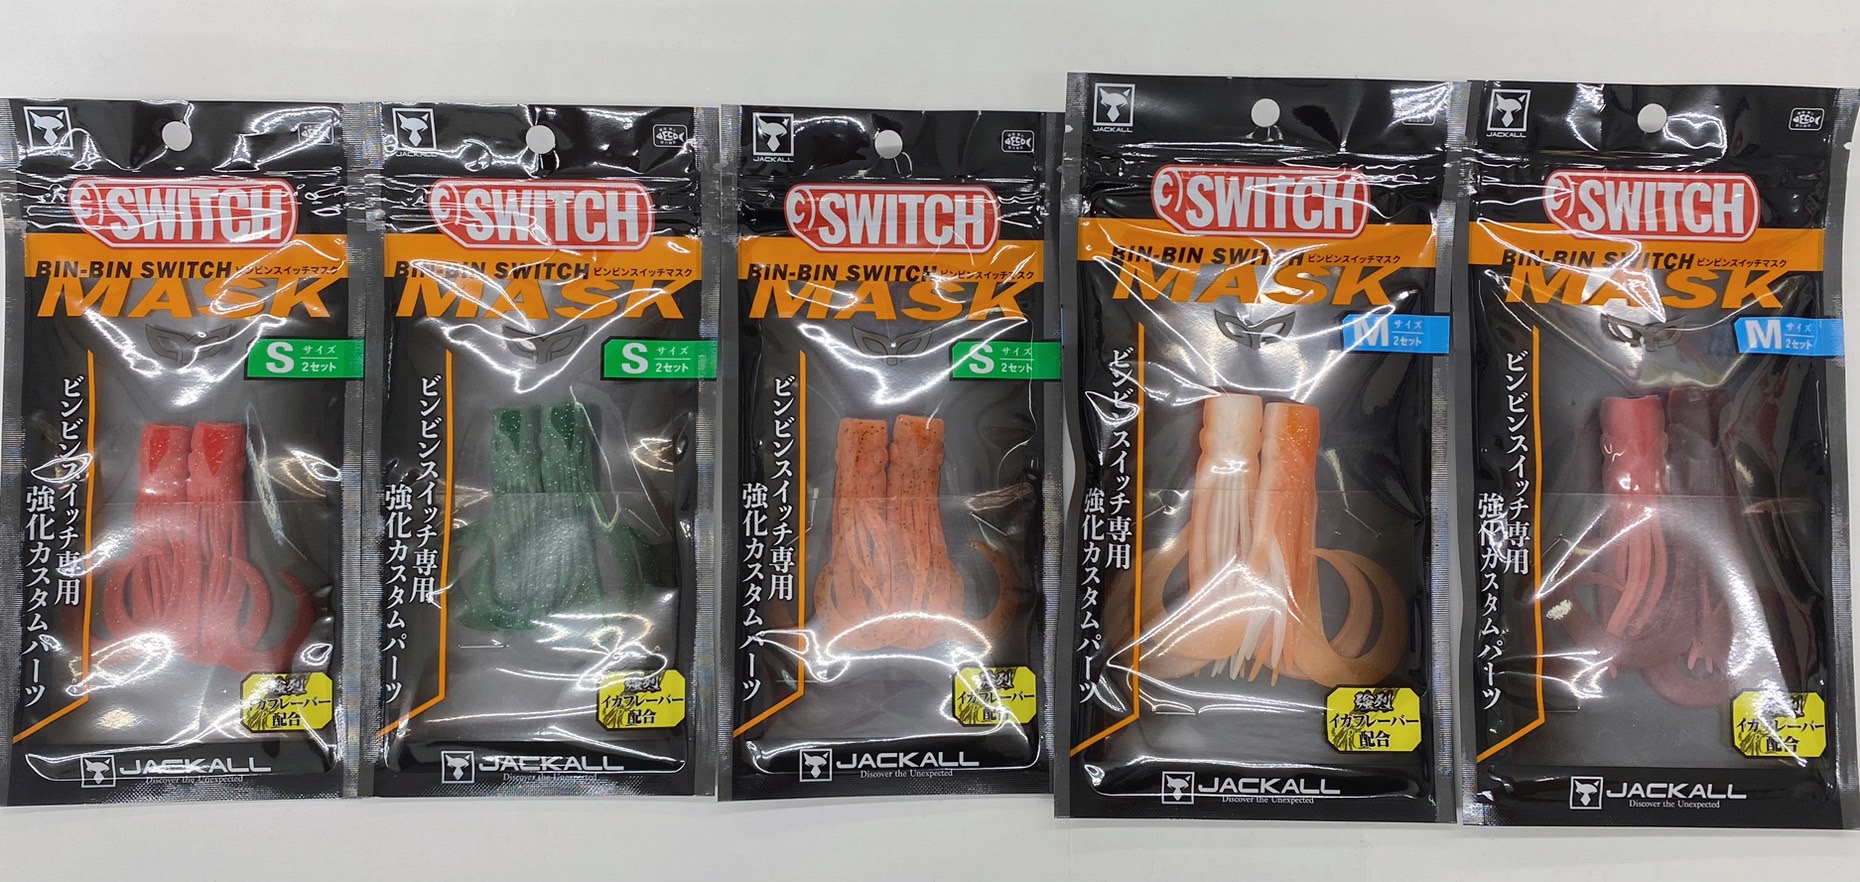 JACKALL
SWITCH
BIN-BIN SWITCH ビンビンスイッチマスク
MASK
S サイズ
2セット
ビンビンスイッチ専用
強化カスタムパーツ
強烈
イカフレーバー
配合
JACKALL
Discover the Unexpected
JACKALL
SWITCH
BIN-BIN SWITCH ビンビンスイッチマスク
MASK
S サイズ
2セット
ビンビンスイッチ専用
強化カスタムパーツ
強烈
イカフレーバー
配合
JACKALL
Discover the Unexpected
JACKALL
FECO
SWITCH
BIN-BIN SWITCH ビンビンスイッチマスク
MASK
S サイズ
2セット
ビンビンスイッチ専用
強化カスタムパーツ
強烈
イカフレーバー
配合
JACKALL
Discover the Unexpected
JACKALL
SWITCH
BIN-BIN SWITCH ビンビンスイッチマスク
MASK
M サイズ
2セット
ビンビンスイッチ専用
強化カスタムパーツ
強烈
イカフレーバー
配合
JACKALL
Discover the Unexpected
JACKALL
FECO
SWITCH
BIN-BIN SWITCH ビンビンスイッチマスク
MASK
M サイズ
2セット
ビンビンスイッチ専用
強化カスタムパーツ
強烈
イカフレーバー
配合
JACKALL
Discover the Unexpected